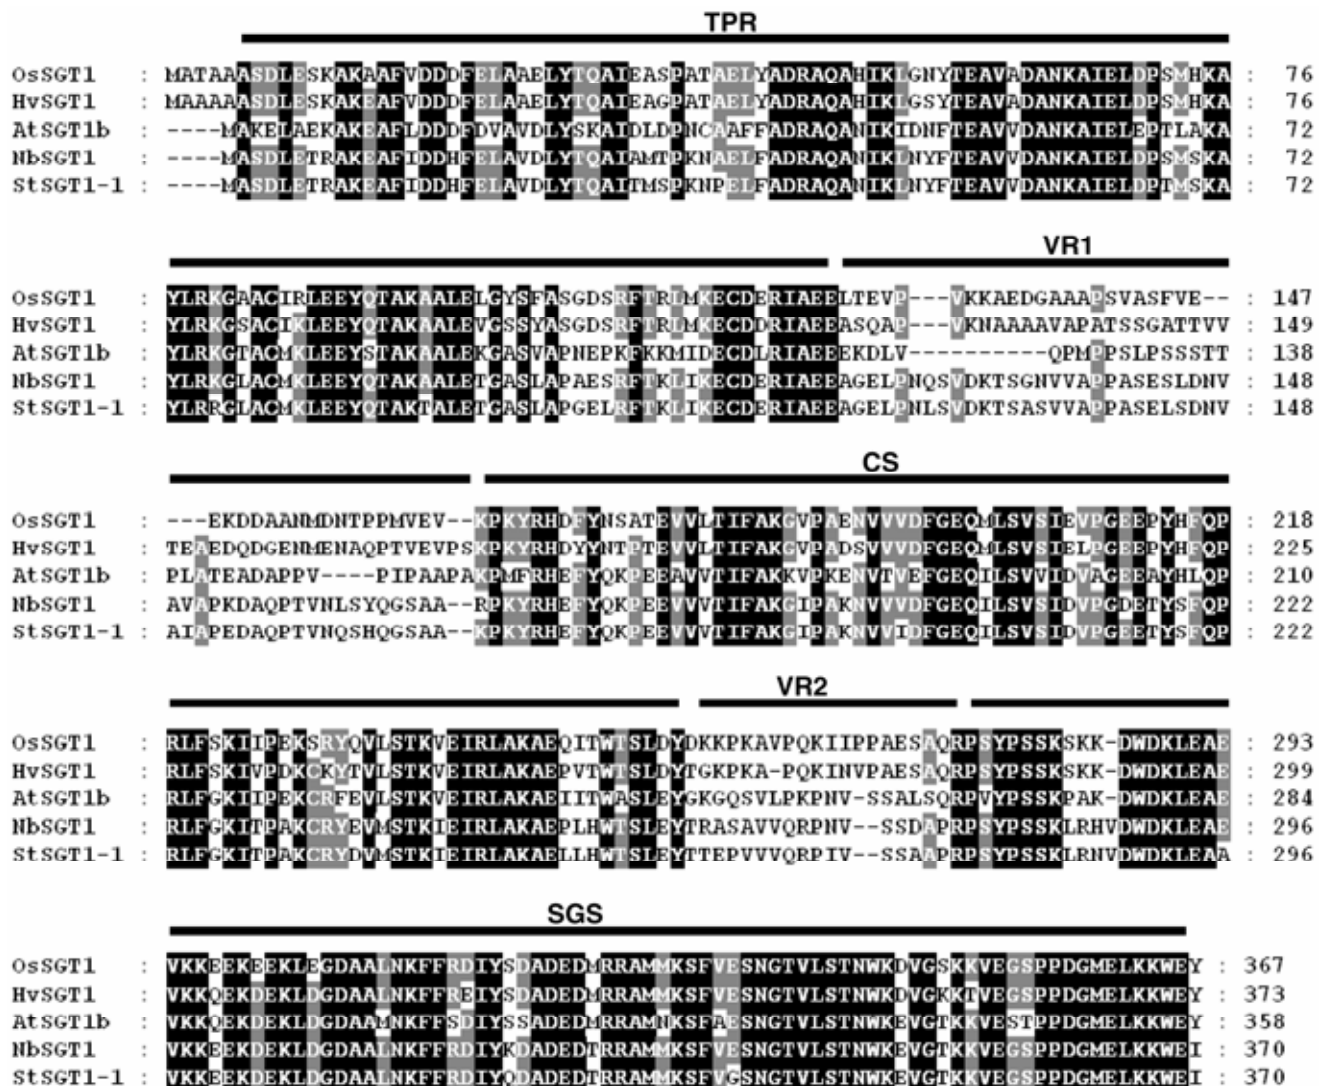 TPR
OsSGT1 : MATAAASDLESKAKAAFVDDDFELAAELYTQAIEASPATAELYADRAQAHIKLGNYTEAVADANKAIELDPSMHKA : 76
HvSGT1 : MAAAAASDLESKAKEAFVDDDFELAAELYTQAIEAGPATAELYADRAQAHIKLGSYTEAVADANKAIELDPSMHKA : 76
AtSGT1b : ----MAKELAEKAKEAFLDDDFDVAVDLYSKAIDLDPNCAAFFADRAQANIKIDNFTEAVVDANKAIELEPTLAKA : 72
NbSGT1 : ----MASDLETRAKEAFIDDHFELAVDLYTQAIAMTPKNAELFADRAQANIKLNYFTEAVVDANKAIELDPSMSKA : 72
StSGT1-1 : ----MASDLETRAKEAFIDDHFELAVDLYTQAITMSPKNPELFADRAQANIKLNYFTEAVVDANKAIELDPTMSKA : 72
VR1
OsSGT1 : YLRKGAACIRLEEYQTAKAALELGYSFASGDSRFTRLMKECDERIAEELTEVP---VKKAEDGAAAPSVASFVE-- : 147
HvSGT1 : YLRKGSACIKLEEYQTAKAALEVGSSYASGDSRFTRLMKECDDRIAEEASQAP---VKNAAAAVAPATSSGATTVV : 149
AtSGT1b : YLRKGTACMKLEEYSTAKAALEKGASVAPNEPKFKKMIDECDLRIAEEEKDLV----------QPMPPSLPSSSTT : 138
NbSGT1 : YLRKGLACMKLEEYQTAKAALETGASLAPAESRFTKLIKECDERIAEEAGELPNQSVDKTSGNVVAPPASESLDNV : 148
StSGT1-1 : YLRRGLACMKLEEYQTAKTALETGASLAPGELRFTKLIKECDERIAEEAGELPNLSVDKTSASVVAPPASELSDNV : 148
CS
OsSGT1 : ---EKDDAANMDNTPPMVEV--KPKYRHDFYNSATEVVLTIFAKGVPAENVVVDFGEQMLSVSIEVPGEEPYHFQP : 218
HvSGT1 : TEAEDQDGENMENAQPTVEVPSKPKYRHDYYNTPTEVVLTIFAKGVPADSVVVDFGEQMLSVSIELPGEEPYHFQP : 225
AtSGT1b : PLATEADAPPV----PIPAAPAKPMFRHEFYQKPEEAVVTIFAKKVPKENVTVEFGEQILSVVIDVAGEEAYHLQP : 210
NbSGT1 : AVAPKDAQPTVNLSYQGSAA--RPKYRHEFYQKPEEVVVTIFAKGIPAKNVVVDFGEQILSVSIDVPGDETYSFQP : 222
StSGT1-1 : AIAPEDAQPTVNQSHQGSAA--KPKYRHEFYQKPEEVVVTIFAKGIPAKNVVIDFGEQILSVSIDVPGEETYSFQP : 222
VR2
OsSGT1 : RLFSKIIPEKSRYQVLSTKVEIRLAKAEQITWTSLDYDKKPKAVPQKIIPPAESAQRPSYPSSKSKK-DWDKLEAE : 293
HvSGT1 : RLFSKIVPDKCKYTVLSTKVEIRLAKAEPVTWTSLDYTGKPKA-PQKINVPAESAQRPSYPSSKSKK-DWDKLEAE : 299
AtSGT1b : RLFGKIIPEKCRFEVLSTKVEIRLAKAEIITWASLEYGKGQSVLPKPNV-SSALSQRPVYPSSKPAK-DWDKLEAE : 284
NbSGT1 : RLFGKITPAKCRYEVMSTKIEIRLAKAEPLHWTSLEYTRASAVVQRPNV--SSDAPRPSYPSSKLRHVDWDKLEAE : 296
StSGT1-1 : RLFGKITPAKCRYDVMSTKIEIRLAKAELLHWTSLEYTTEPVVVQRPIV--SSAAPRPSYPSSKLRNVDWDKLEAA : 296
SGS
OsSGT1 : VKKEEKEEKLEGDAALNKFFRDIYSDADEDMRRAMMKSFVESNGTVLSTNWKDVGSKKVEGSPPDGMELKKWEY : 367
HvSGT1 : VKKQEKDEKLDGDAALNKFFREIYSDADEDMRRAMMKSFVESNGTVLSTNWKDVGKKTVEGSPPDGMELKKWEY : 373
AtSGT1b : VKKQEKDEKLDGDAAMNKFFSDIYSSADEDMRRAMNKSFAESNGTVLSTNWKEVGTKKVESTPPDGMELKKWEY : 358
NbSGT1 : VKKEEKDEKLDGDAALNKFFRDIYKDADEDTRRAMMKSFVESNGTVLSTNWKEVGTKKVEGSPPDGMELKKWEI : 370
StSGT1-1 : VKKEEKDEKLDGDAALNKFFRDIYQDADEDTRRAMMKSFVGSNGTVLSTNWKEVGTKKVEGSPPDGMELKKWEI : 370